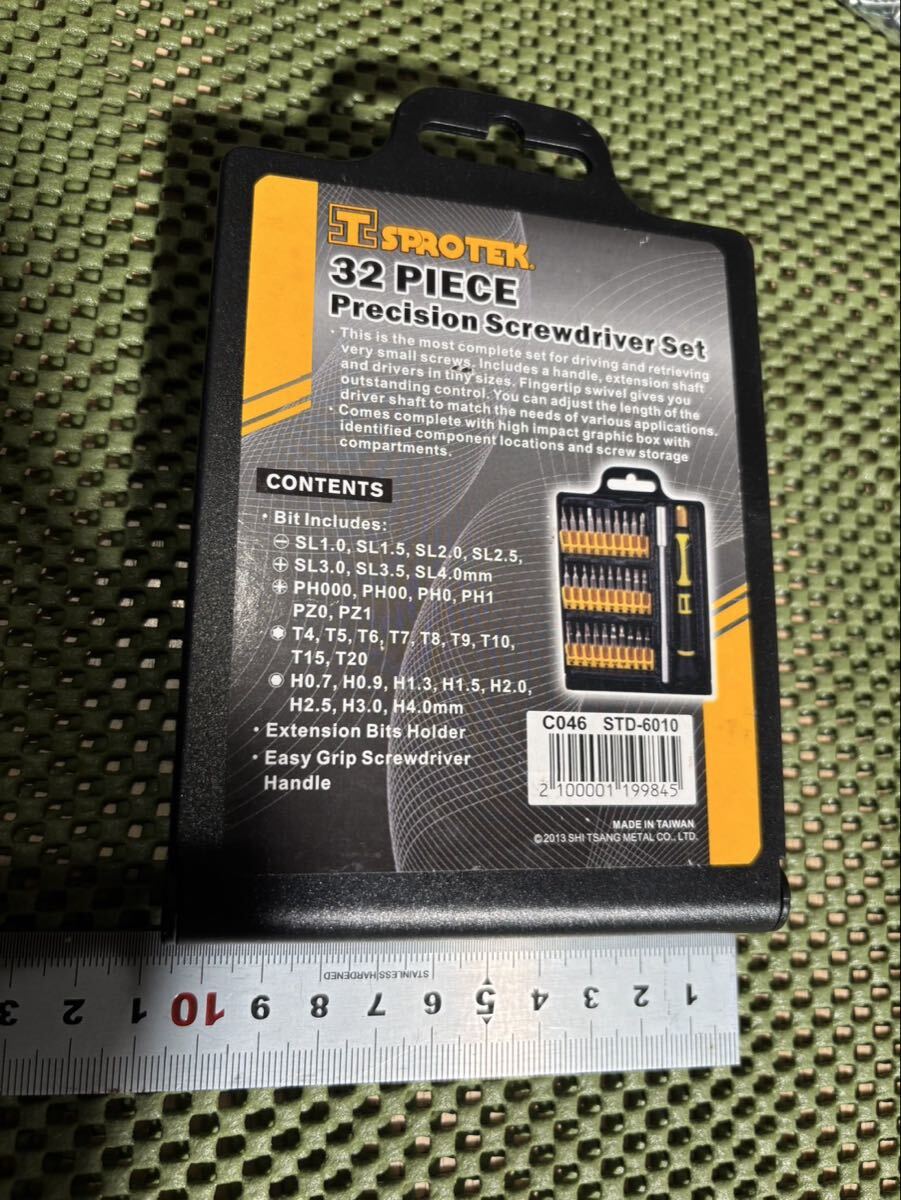 SPROTEK®
32 PIECE
Precision Screwdriver Set
· This is the most complete set for driving and retrieving
very small screws. Includes a handle, extension shaft
and drivers in tiny sizes. Fingertip swivel gives you
outstanding control. You can adjust the length of the
driver shaft to match the needs of various applications.
· Comes complete with high impact graphic box with
identified component locations and screw storage
compartments.
CONTENTS
· Bit Includes:
SL1.0, SL1.5, SL2.0, SL2.5,
SL3.0, SL3.5, SL4.0mm
PH000, PH00, PH0, PH1
PZ0, PZ1
T4, T5, T6, T7, T8, T9, T10,
T15, T20
H0.7, H0.9, H1.3, H1.5, H2.0,
H2.5, H3.0, H4.0mm
· Extension Bits Holder
· Easy Grip Screwdriver
Handle
C046 STD-6010
2 100001 199845
MADE IN TAIWAN
©2013 SHI TSANG METAL CO., LTD.
STAINLESS HARDENED
3 2 1 10 9 8 7 6 5 4 3 2 1